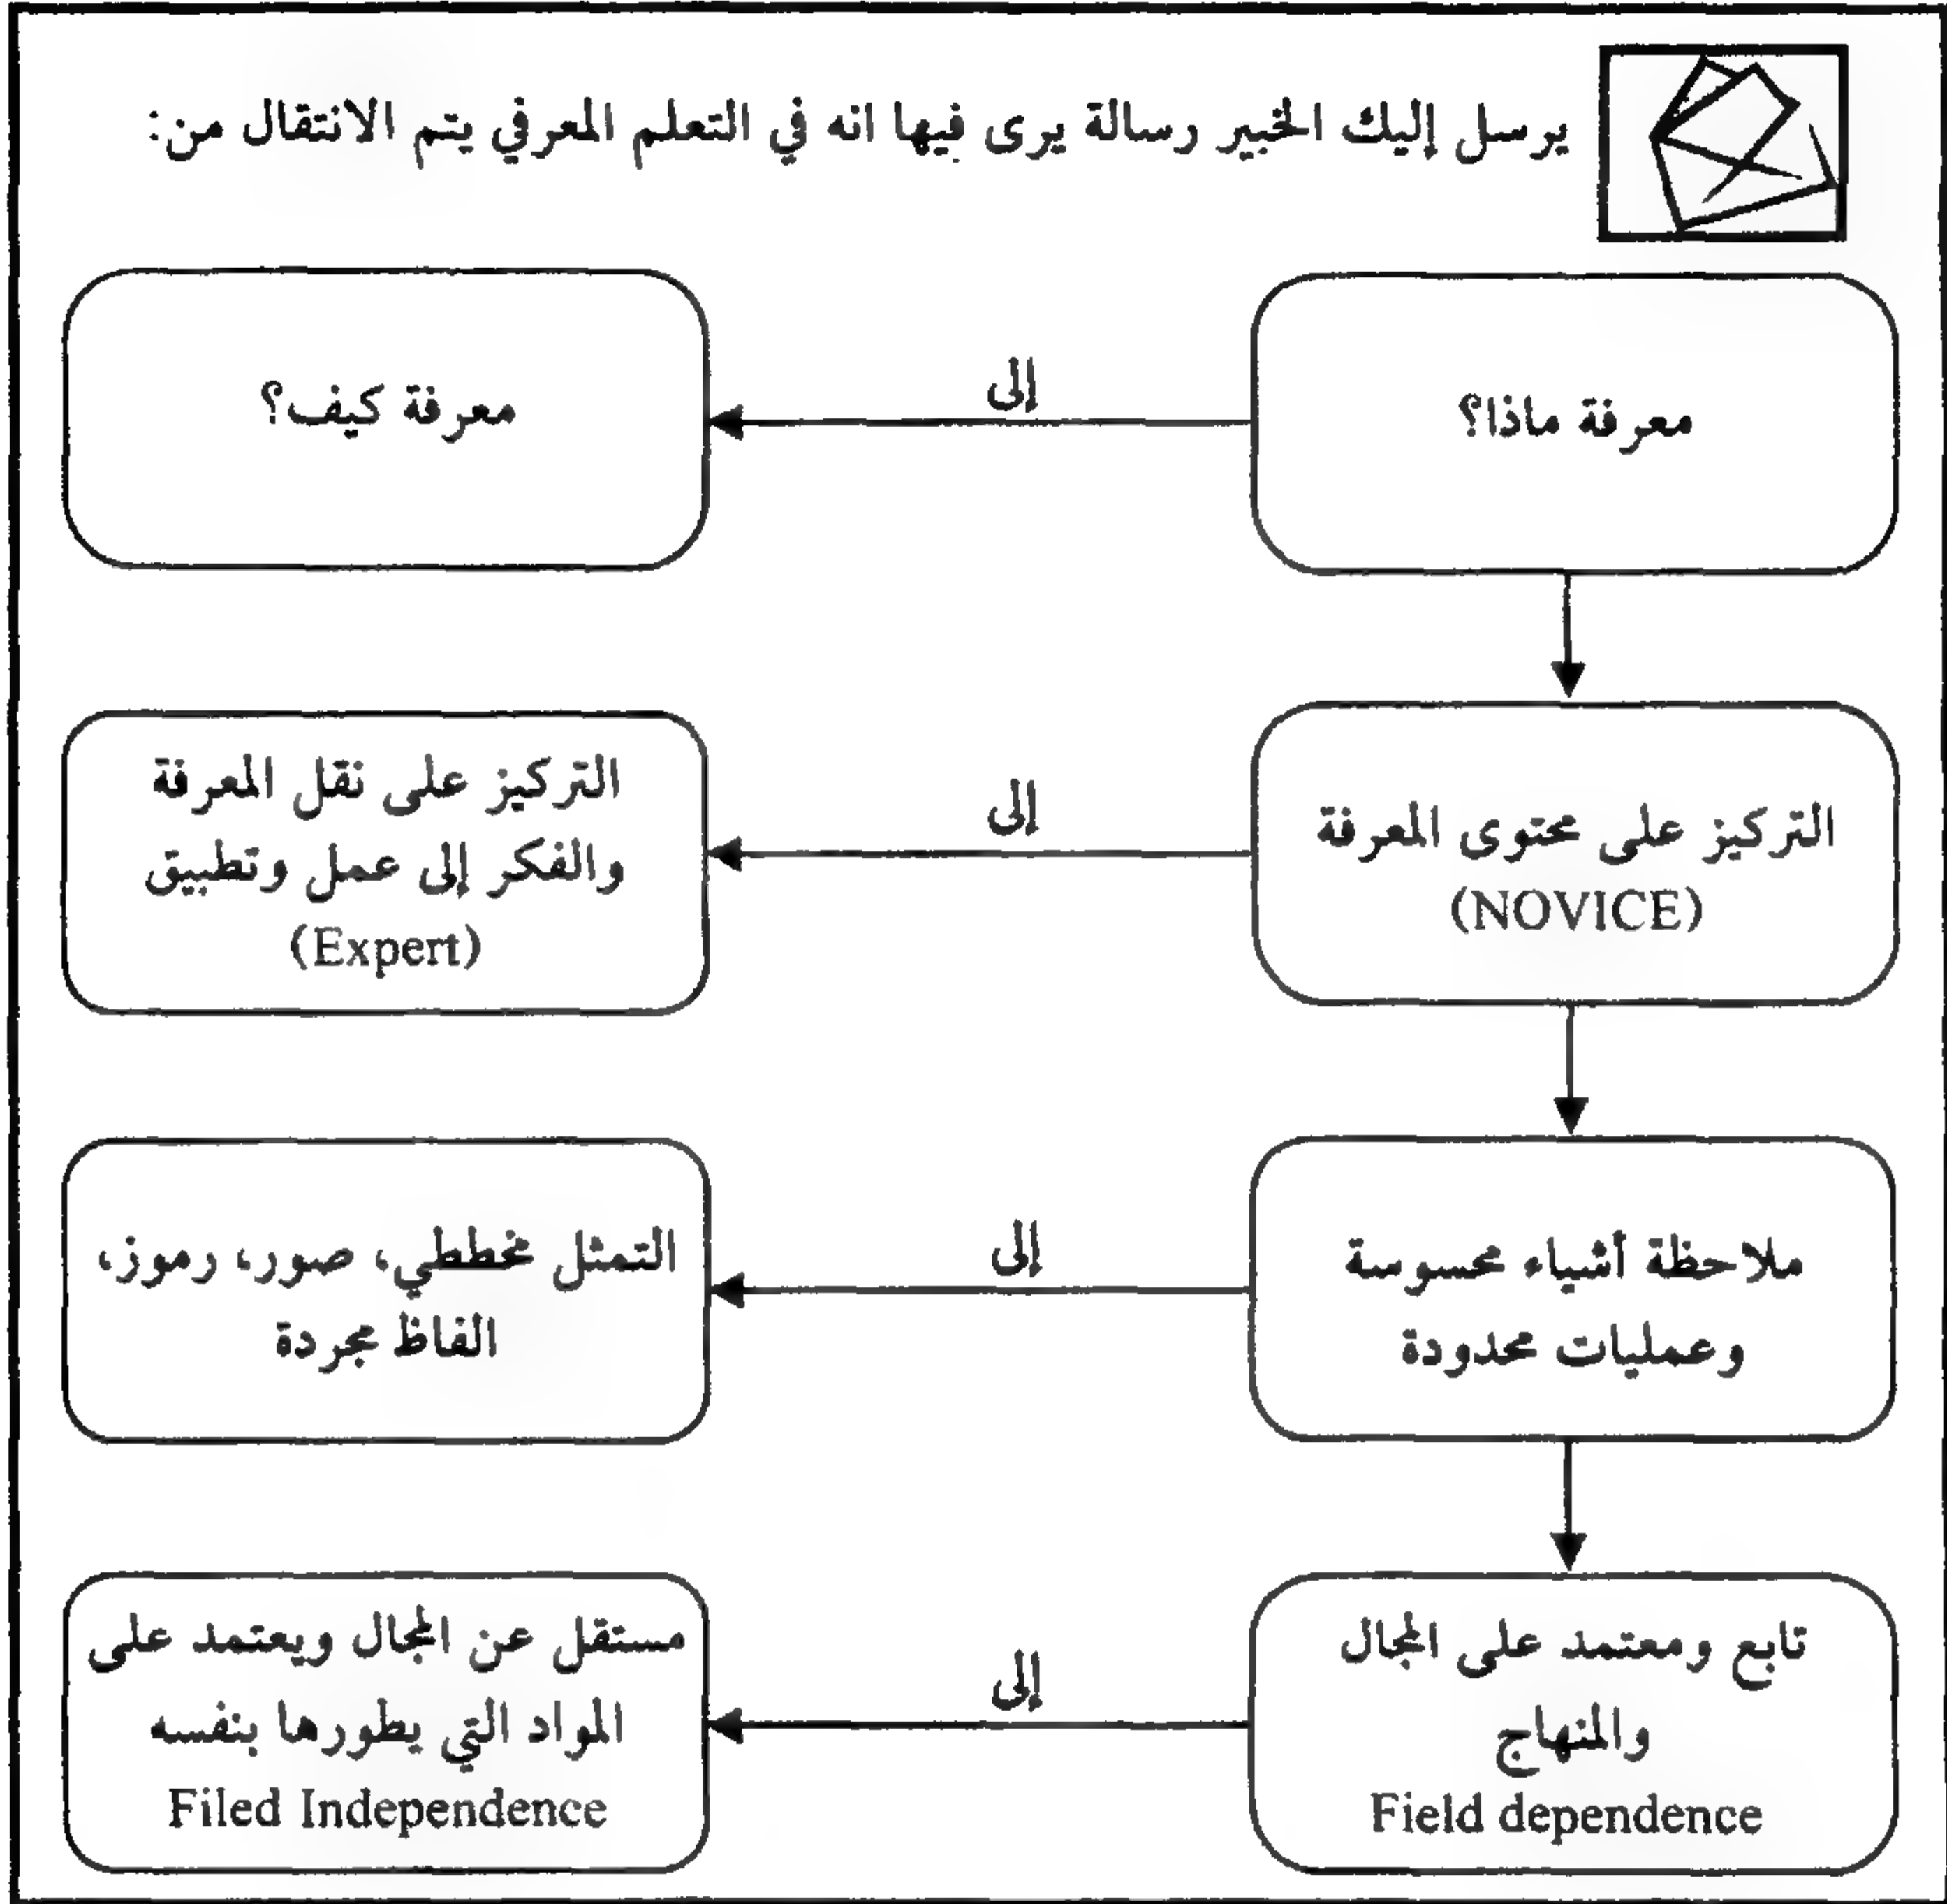 يرسل إليك الخبير رسالة يرى فيها انه في التعلم المعرفي يتم الانتقال من:
معرفة ماذا؟
إلى
معرفة كيف؟
التركيز على محتوى المعرفة
(NOVICE)
إلى
التركيز على نقل المعرفة
والفكر إلى عمل وتطبيق
(Expert)
ملاحظة أشياء محسوسة
وعمليات محدودة
إلى
التمثل مخططي، صور، رموز،
الفاظ مجردة
تابع ومعتمد على المجال
والمنهاج
Field dependence
إلى
مستقل عن المجال ويعتمد على
المواد التي يطورها بنفسه
Filed Independence